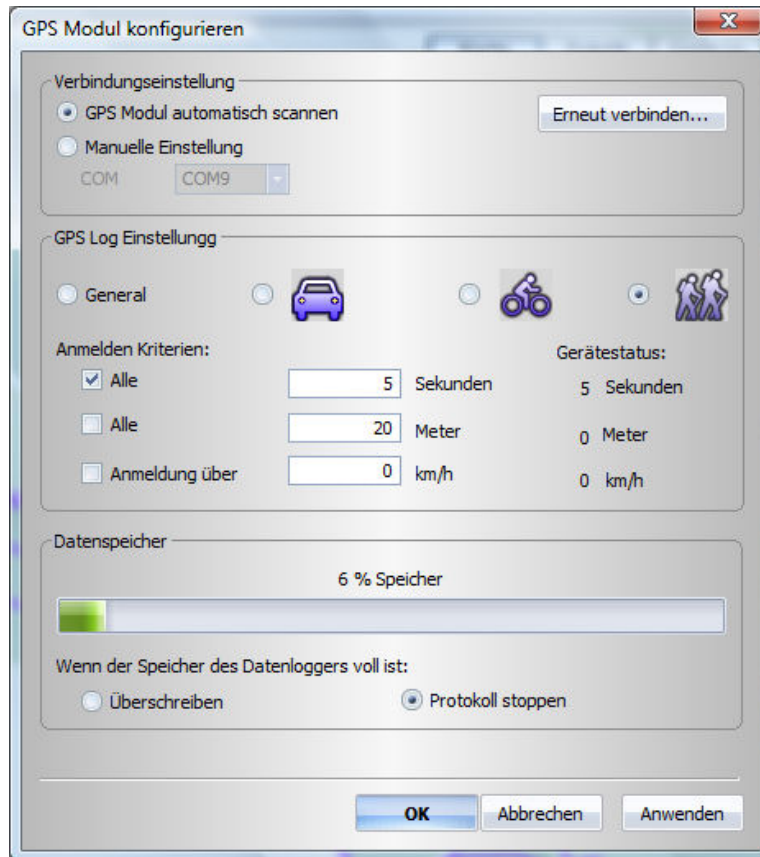 GPS Modul konfigurieren
Verbindungseinstellung
GPS Modul automatisch scannen
Erneut verbinden...
Manuelle Einstellung
COM COM9
GPS Log Einstellungg
General
Anmelden Kriterien:
Gerätestatus:
Alle 5 Sekunden 5 Sekunden
Alle 20 Meter 0 Meter
Anmeldung über 0 km/h 0 km/h
Datenspeicher
6 % Speicher
Wenn der Speicher des Datenloggers voll ist:
Überschreiben Protokoll stoppen
OK Abbrechen Anwenden